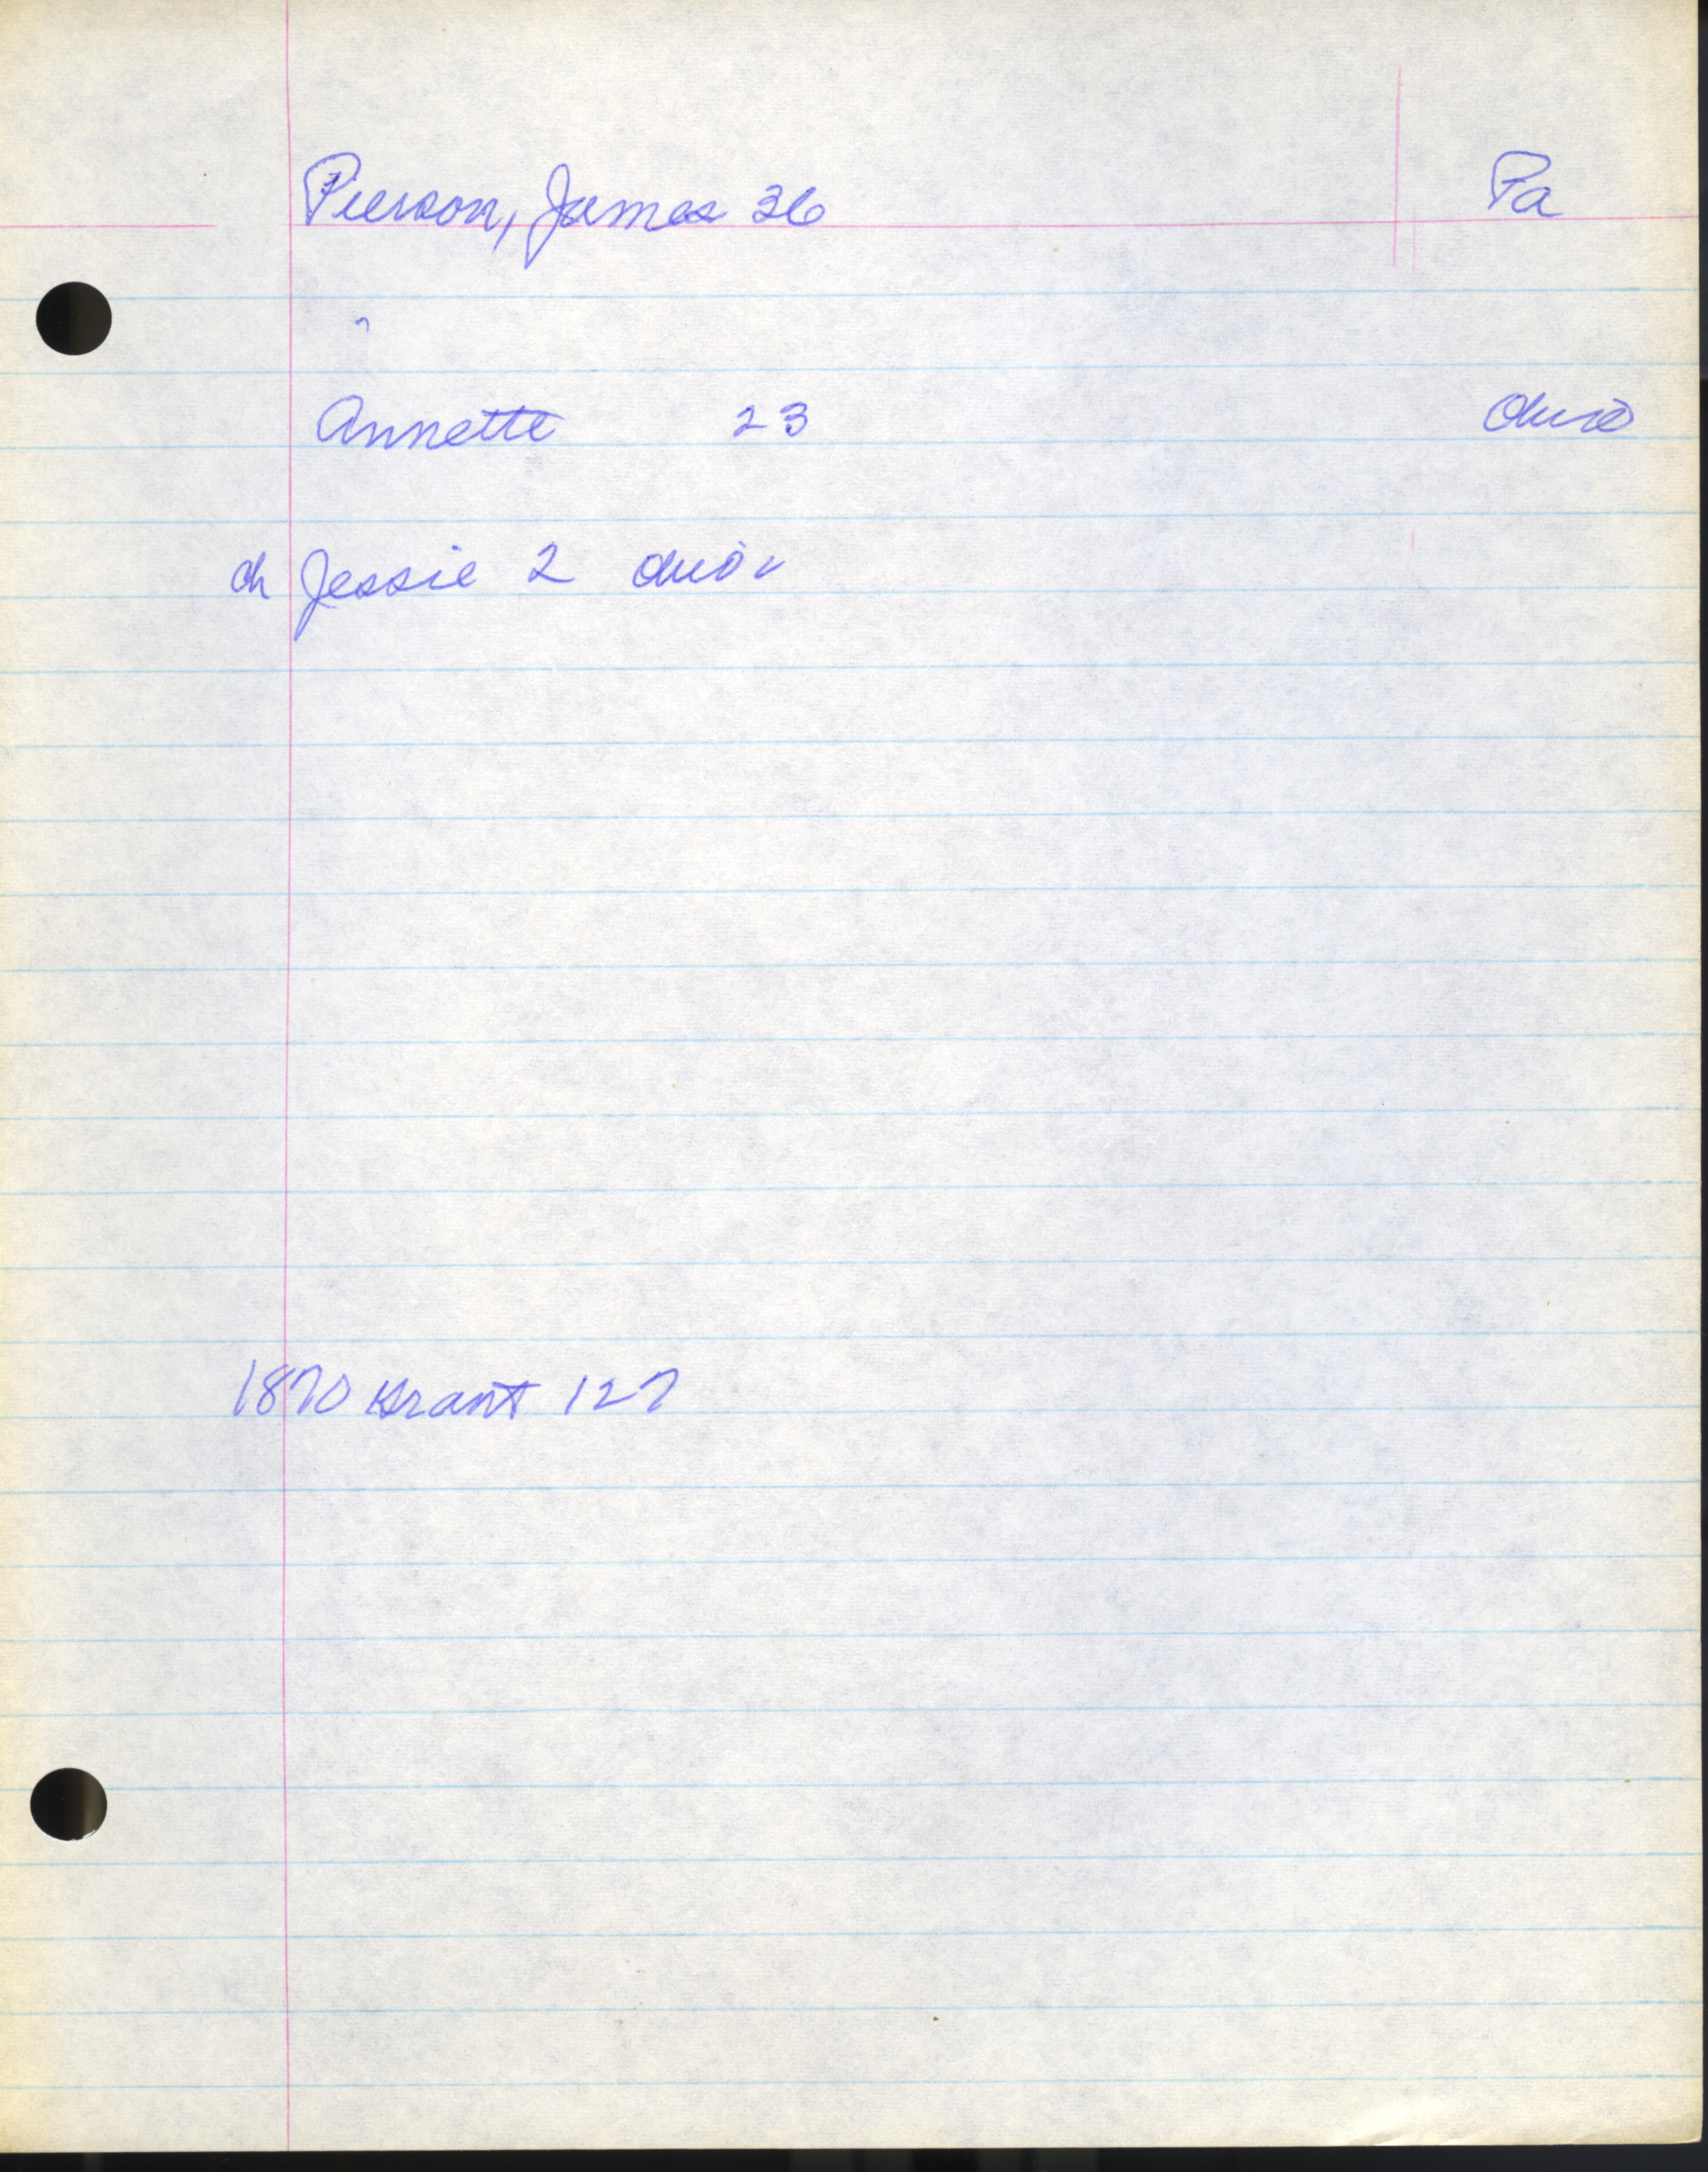 Pierson, James 36 Pa
Annette 23 Ohio
ch Jessie 2 Ohio
1870 Grant 127